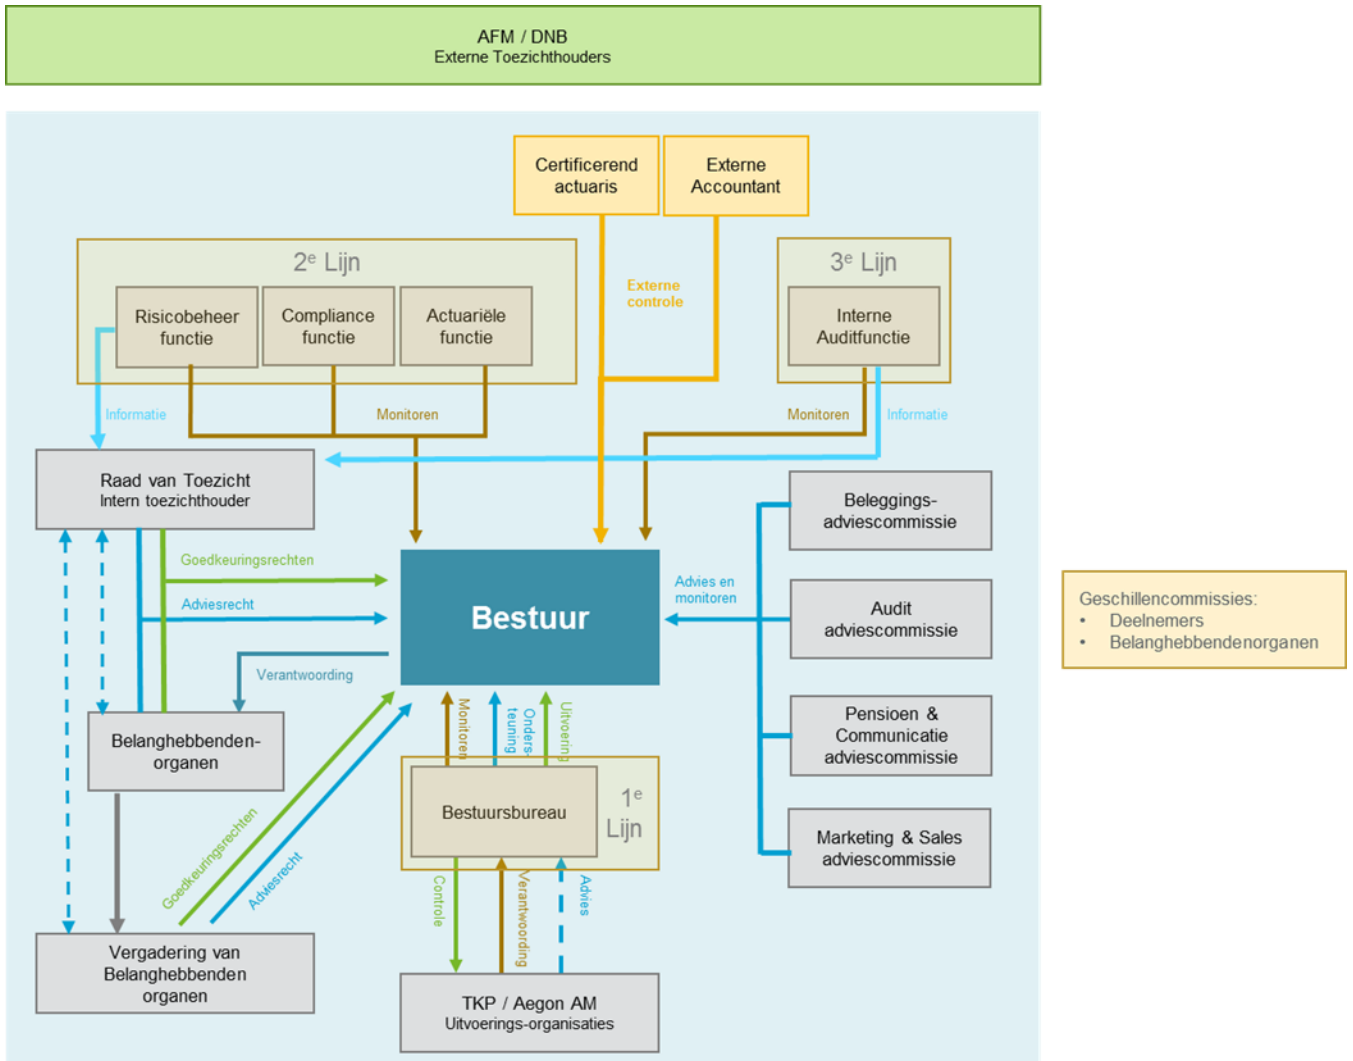 AFM / DNB
Externe Toezichthouders
Certificerend
actuaris
Externe
Accountant
2e Lijn
3e Lijn
Risicobeheer
functie
Compliance
functie
Actuariële
functie
Externe
controle
Interne
Auditfunctie
Informatie
Monitoren
Monitoren
Informatie
Raad van Toezicht
Intern toezichthouder
Beleggings-
adviescommissie
Goedkeuringsrechten
Adviesrecht
Bestuur
Advies en
monitoren
Audit
adviescommissie
Geschillencommissies:
• Deelnemers
• Belanghebbendenorganen
Verantwoording
Monitoren
Onders-
teuning
Uitvoering
Pensioen &
Communicatie
adviescommissie
Belanghebbenden-
organen
Bestuursbureau
1e
Lijn
Marketing & Sales
adviescommissie
Goedkeuringsrechten
Adviesrecht
Controle
Verantwoording
Advies
Vergadering van
Belanghebbenden
organen
TKP / Aegon AM
Uitvoerings-organisaties